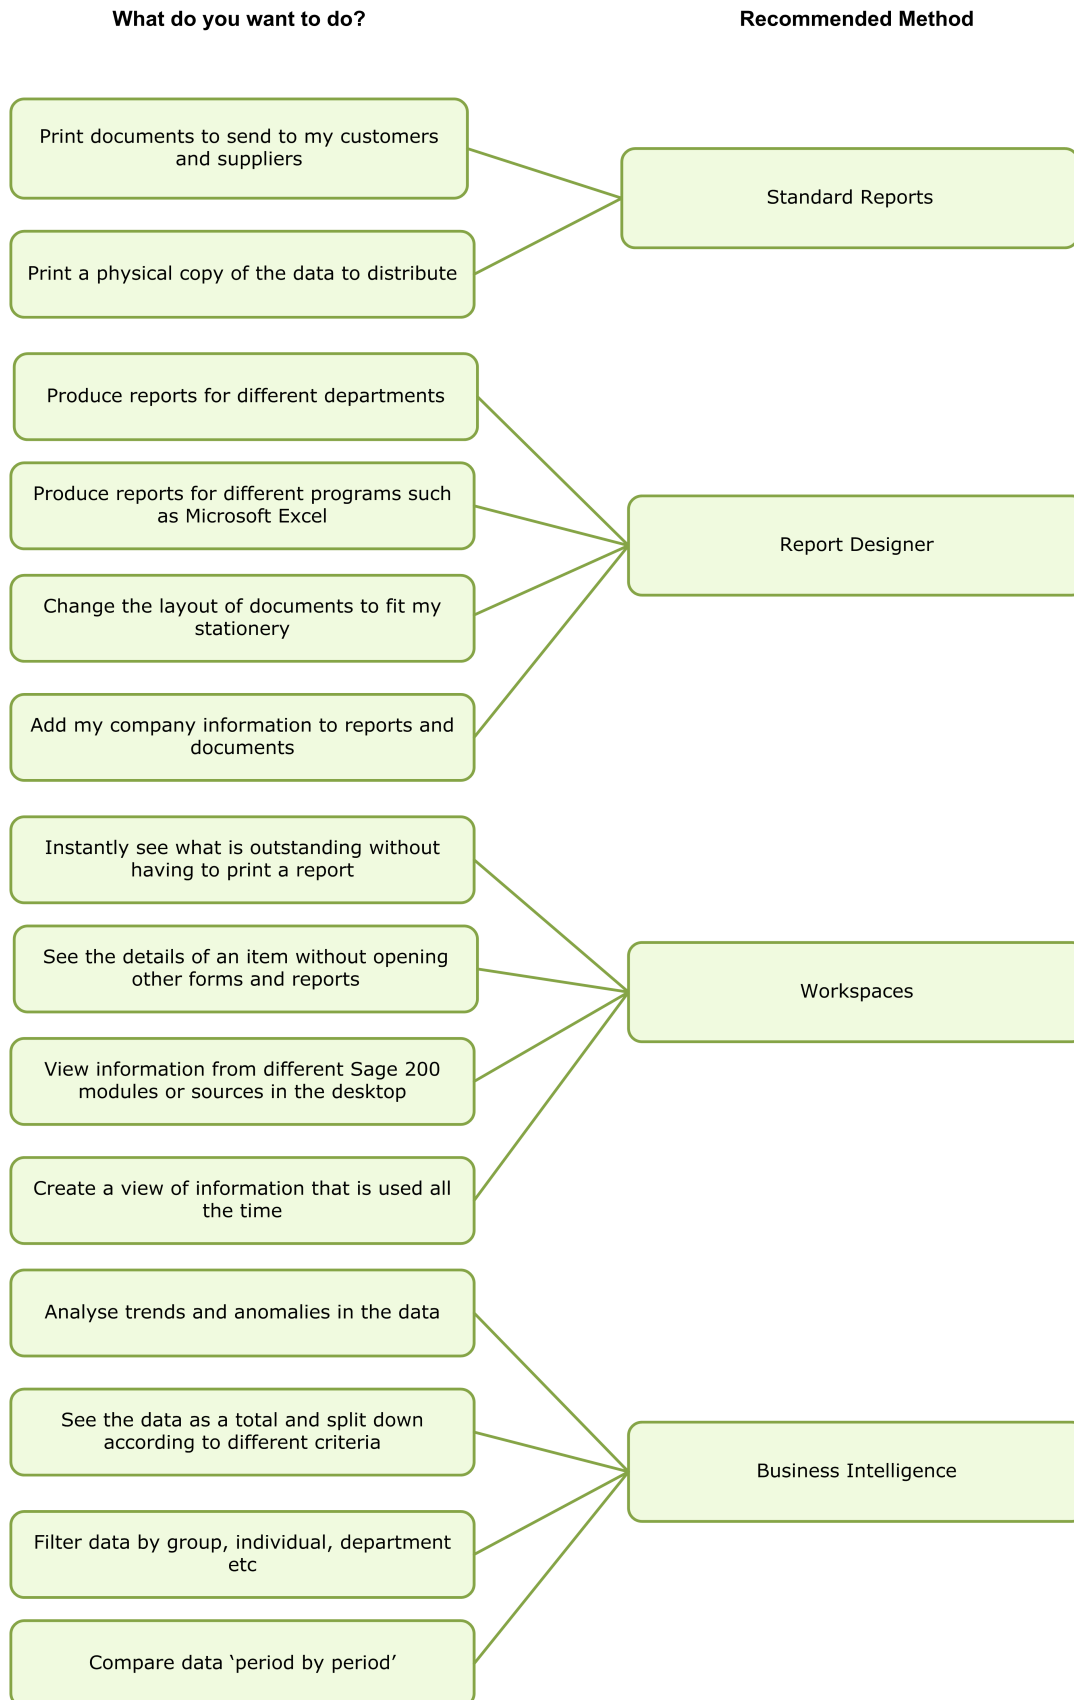 What do you want to do?
Recommended Method
Print documents to send to my customers
and suppliers
Standard Reports
Print a physical copy of the data to distribute
Produce reports for different departments
Produce reports for different programs such
as Microsoft Excel
Report Designer
Change the layout of documents to fit my
stationery
Add my company information to reports and
documents
Instantly see what is outstanding without
having to print a report
See the details of an item without opening
other forms and reports
Workspaces
View information from different Sage 200
modules or sources in the desktop
Create a view of information that is used all
the time
Analyse trends and anomalies in the data
See the data as a total and split down
according to different criteria
Business Intelligence
Filter data by group, individual, department
etc
Compare data ‘period by period’